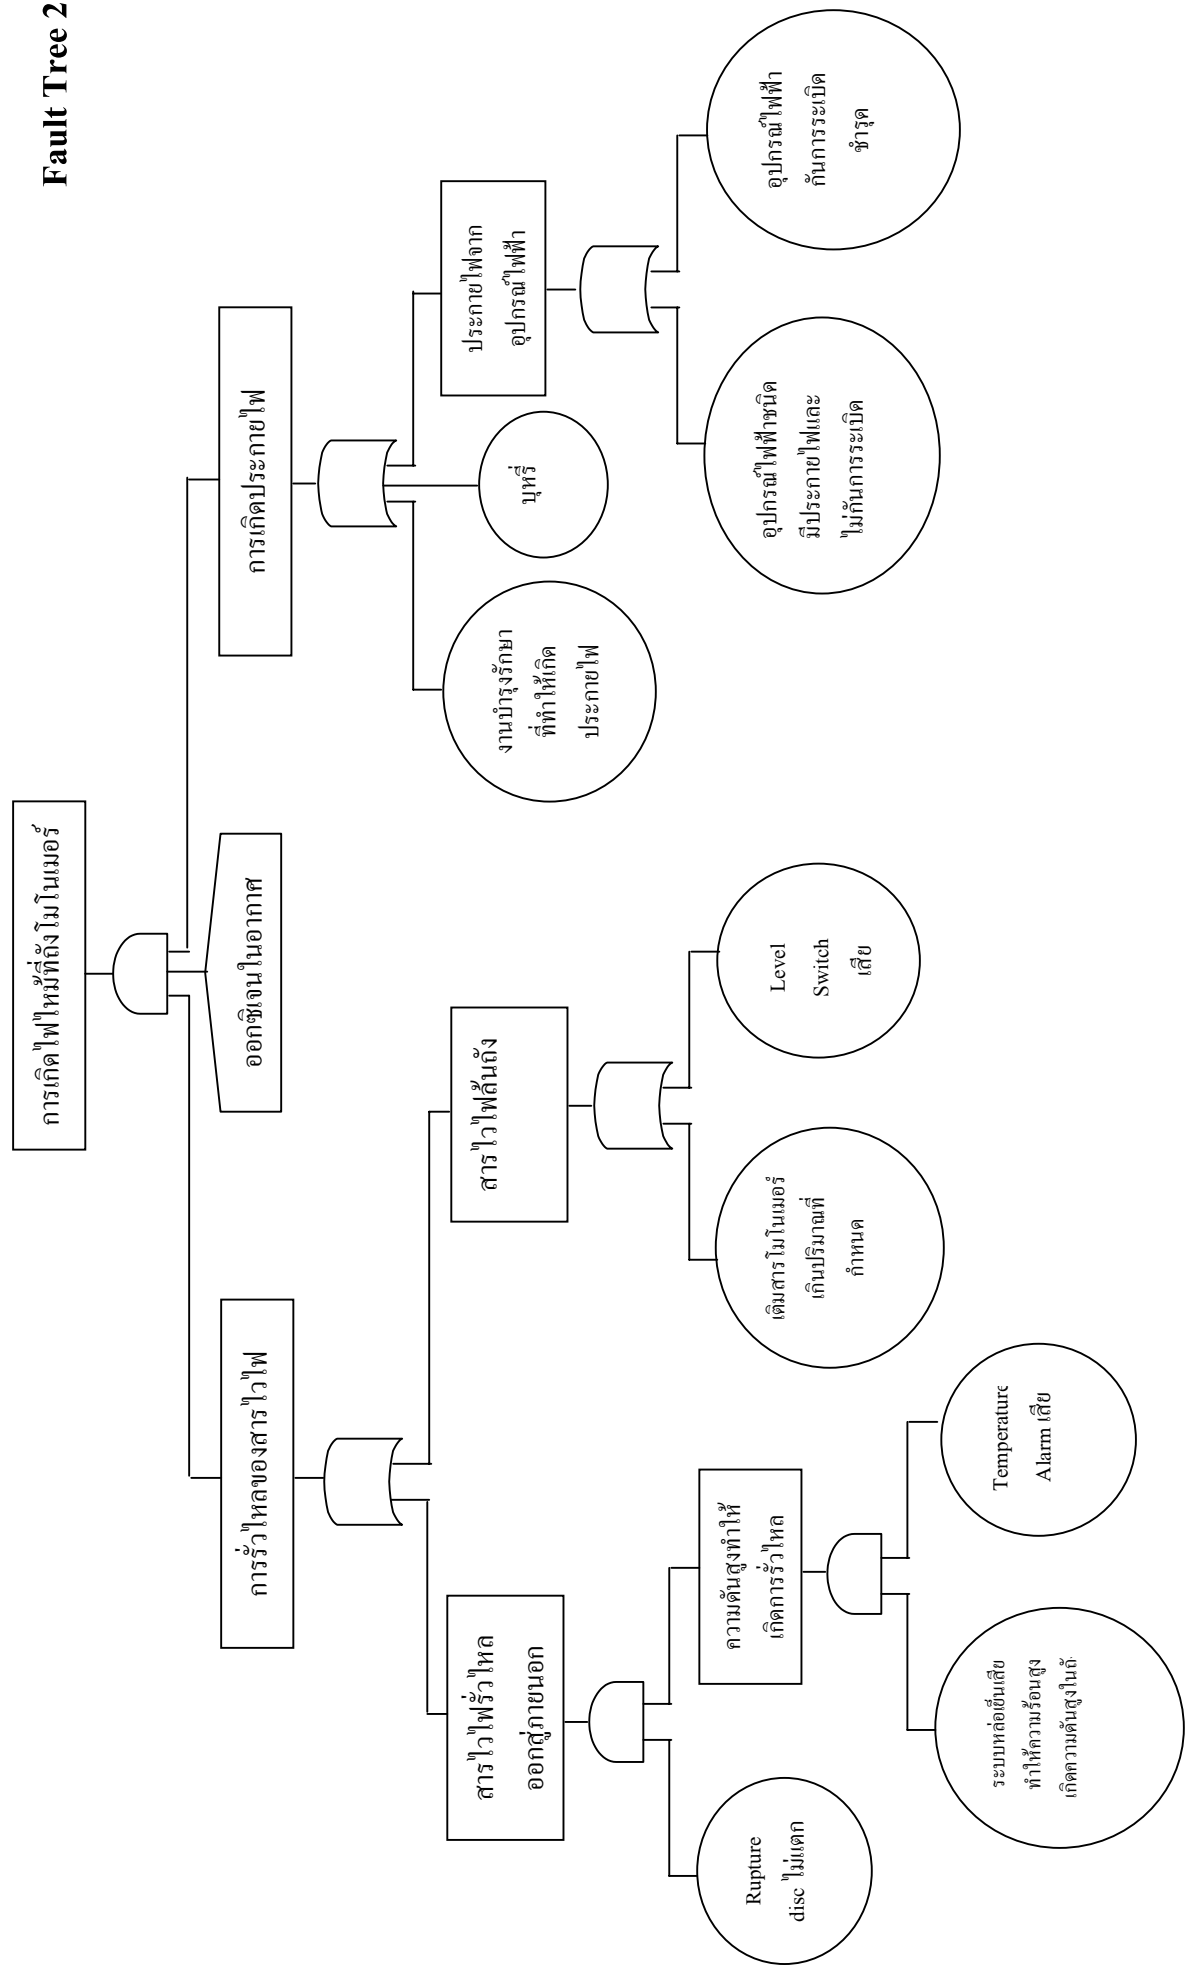 Fault Tree 2
การเกิดไฟไหม้ที่ถังโมโนเมอร์
การรั่วไหลของสารไวไฟ
ออกซิเจนในอากาศ
การเกิดประกายไฟ
สารไวไฟรั่วไหล
ออกสู่ภายนอก
สารไวไฟล้นถัง
งานบำรุงรักษา
ที่ทำให้เกิด
ประกายไฟ
บุหรี่
ประกายไฟจาก
อุปกรณ์ไฟฟ้า
Rupture
disc ไม่แตก
ความดันสูงทำให้
เกิดการรั่วไหล
เติมสารโมโนเมอร์
เกินปริมาณที่
กำหนด
Level
Switch
เสีย
อุปกรณ์ไฟฟ้าชนิด
มีประกายไฟและ
ไม่กันการระเบิด
อุปกรณ์ไฟฟ้า
กันการระเบิด
ชำรุด
ระบบหล่อเย็นเสีย
ทำให้ความร้อนสูง
เกิดความดันสูงในถั
Temperature
Alarm เสีย